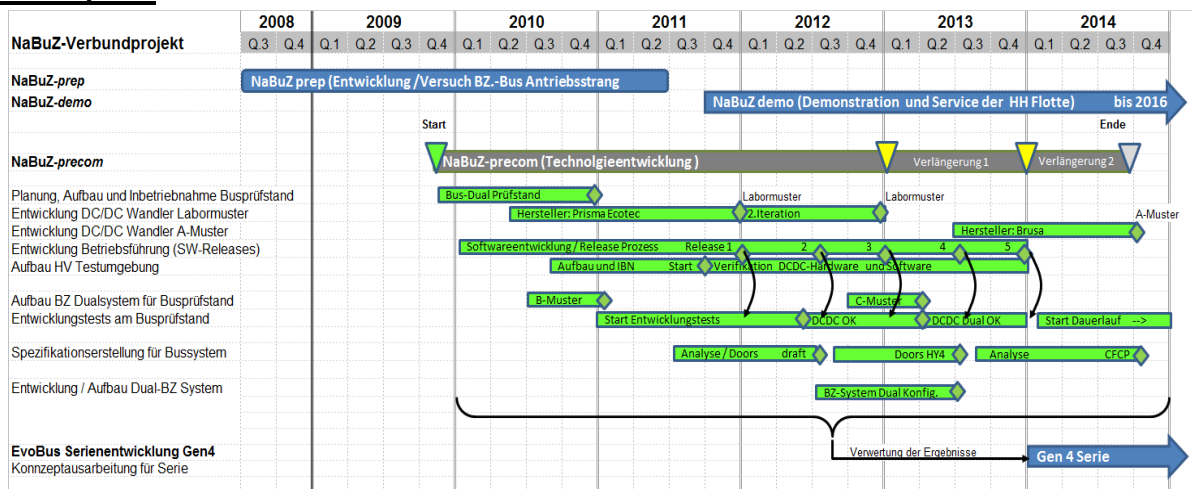 2008 2009 2010 2011 2012 2013 2014
NaBuZ-Verbundprojekt Q.3 Q.4 Q.1 Q.2 Q.3 Q.4 Q.1 Q.2 Q.3 Q.4 Q.1 Q.2 Q.3 Q.4 Q.1 Q.2 Q.3 Q.4 Q.1 Q.2 Q.3 Q.4 Q.1 Q.2 Q.3 Q.4
NaBuZ-prep NaBuZ prep (Entwicklung /Versuch BZ.-Bus Antriebsstrang
NaBuZ-demo NaBuZ demo (Demonstration und Service der HH Flotte) bis 2016
Start Ende
NaBuZ-precom NaBuZ-precom (Technolgieentwicklung ) Verlängerung 1 Verlängerung 2
Planung, Aufbau und Inbetriebnahme Busprüfstand Bus-Dual Prüfstand Labormuster Labormuster
Entwicklung DC/DC Wandler Labormuster Hersteller: Prisma Ecotec 2.Iteration A-Muster
Entwicklung DC/DC Wandler A-Muster Hersteller: Brusa
Entwicklung Betriebsführung (SW-Releases) Softwareentwicklung / Release Prozess Release 1 2 3 4 5
Aufbau HV Testumgebung Aufbau und IBN Start Verifikation DCDC-Hardware und Software
Aufbau BZ Dualsystem für Busprüfstand B-Muster C-Muster
Entwicklungstests am Busprüfstand Start Entwicklungstests DCDC OK DCDC Dual OK Start Dauerlauf -->
Spezifikationserstellung für Bussystem Analyse / Doors draft Doors HY4 Analyse CFCP
Entwicklung / Aufbau Dual-BZ System BZ-System Dual Konfig.
EvoBus Serienentwicklung Gen4 Verwertung der Ergebnisse Gen 4 Serie
Konnzeptausarbeitung für Serie